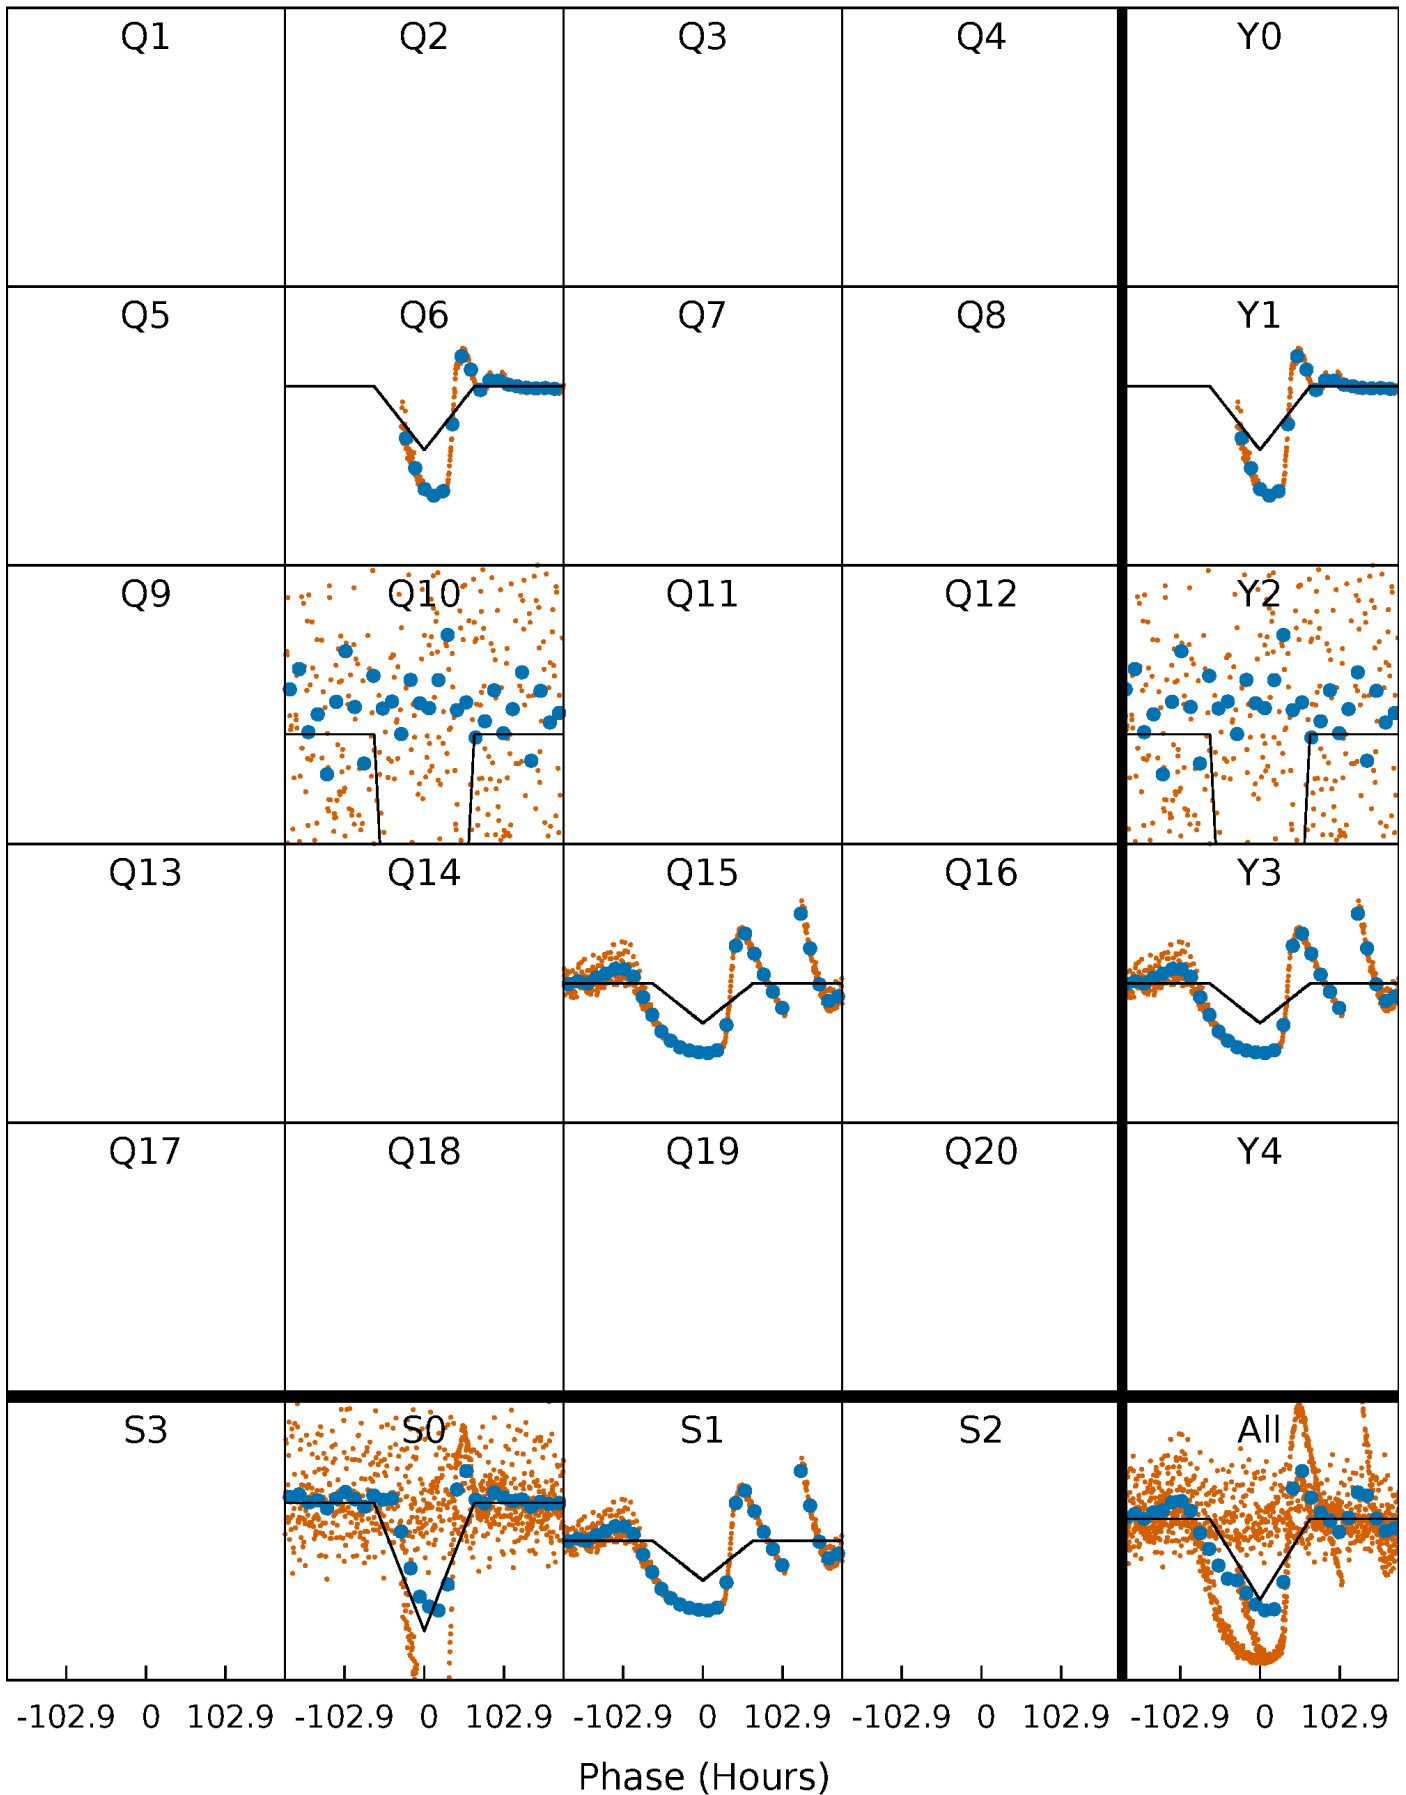 Q1 Q2 Q3 Q4 Y0
Q5 Q6 Q7 Q8 Y1
Q9 Q10 Q11 Q12 Y2
Q13 Q14 Q15 Q16 Y3
Q17 Q18 Q19 Q20 Y4
S3 S0 S1 S2 All
-102.9 0 102.9 -102.9 0 102.9 -102.9 0 102.9 -102.9 0 102.9 -102.9 0 102.9
Phase (Hours)